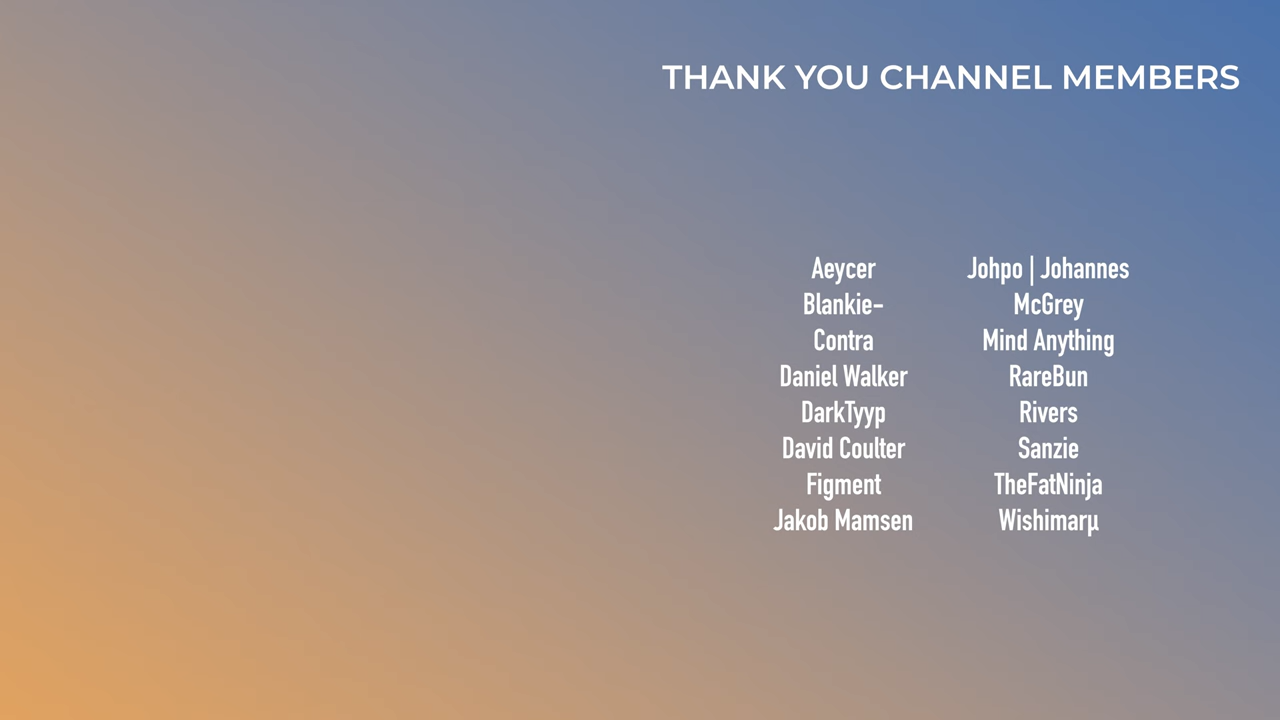 THANK YOU CHANNEL MEMBERS
Aeycer
Blankie-
Contra
Daniel Walker
DarkTyyp
David Coulter
Figment
Jakob Mamsen
Johpo | Johannes
McGrey
Mind Anything
RareBun
Rivers
Sanzie
TheFatNinja
Wishimarμ